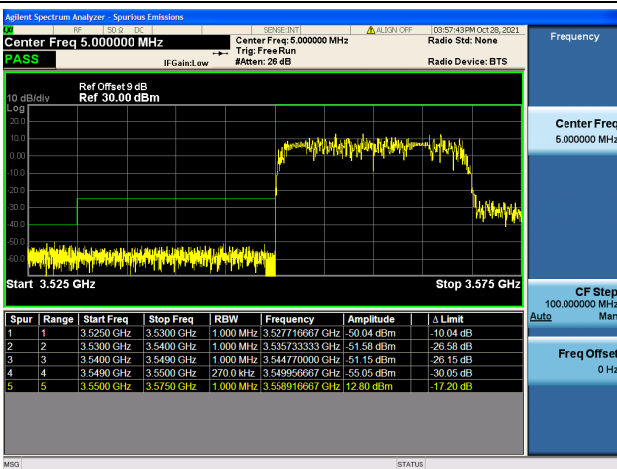 Agilent Spectrum Analyzer - Spurious Emissions
RF 50 Ω DC SENSE:INT ALIGN OFF 03:57:43PM Oct 28, 2021
Center Freq 5.000000 MHz Center Freq: 5.000000 MHz Radio Std: None
Trig: Free Run
PASS IFGain:Low #Atten: 26 dB Radio Device: BTS
Ref Offset 9 dB
10 dB/div Ref 30.00 dBm
Log
20.0
10.0
0.00
-10.0
-20.0
-30.0
-40.0
-50.0
-60.0
Start 3.525 GHz Stop 3.575 GHz
Spur Range Start Freq Stop Freq RBW Frequency Amplitude Δ Limit
1 1 3.5250 GHz 3.5300 GHz 1.000 MHz 3.527716667 GHz -50.04 dBm -10.04 dB
2 2 3.5300 GHz 3.5400 GHz 1.000 MHz 3.535733333 GHz -51.58 dBm -26.58 dB
3 3 3.5400 GHz 3.5490 GHz 1.000 MHz 3.544770000 GHz -51.15 dBm -26.15 dB
4 4 3.5490 GHz 3.5500 GHz 270.0 kHz 3.549956667 GHz -55.05 dBm -30.05 dB
5 5 3.5500 GHz 3.5750 GHz 1.000 MHz 3.558916667 GHz 12.80 dBm -17.20 dB
MSG STATUS
Frequency
Center Freq
5.000000 MHz
CF Step
100.000000 MHz
Auto Man
Freq Offset
0 Hz